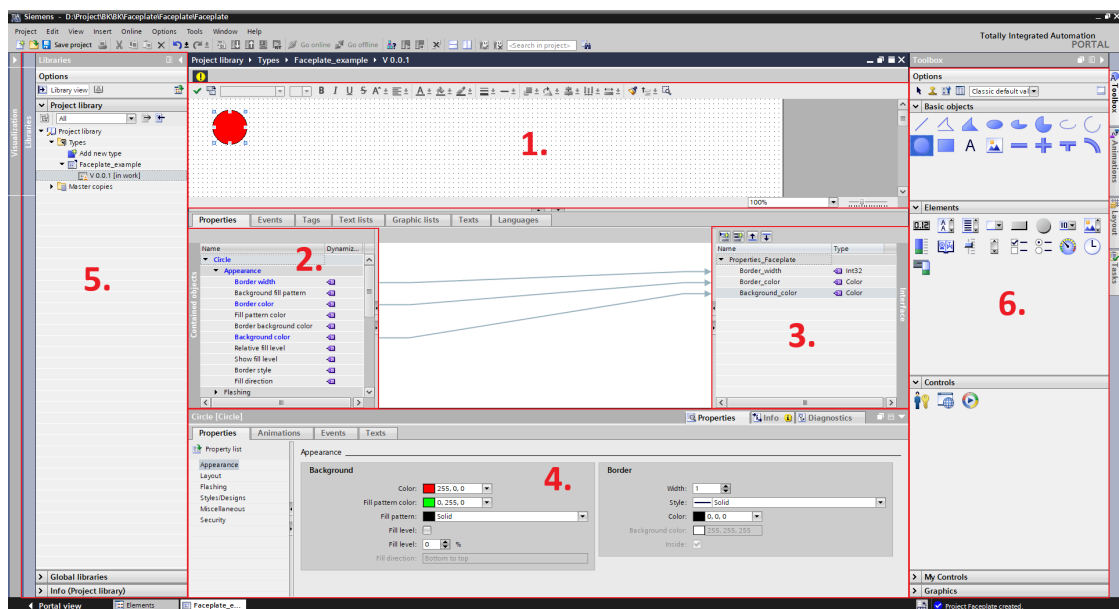 Siemens - D:\Project\BK\BK\Faceplate\Faceplate\Faceplate
Project Edit View Insert Online Options Tools Window Help
Save project Go online Go offline <Search in project>
Totally Integrated Automation
PORTAL
Visualization
Libraries
Libraries
Options
Library view
Project library
All
Project library
Types
Add new type
Faceplate_example
V 0.0.1 [in work]
Master copies
5.
Global libraries
Info (Project library)
Project library Types Faceplate_example V 0.0.1
B I U S A
1.
100%
Properties Events Tags Text lists Graphic lists Texts Languages
Contained objects
2.
Name Dynamiz...
Circle
Appearance
Border width
Background fill pattern
Border color
Fill pattern color
Border background color
Background color
Relative fill level
Show fill level
Border style
Fill direction
Flashing
Name Type
Properties_Faceplate
Border_width Int32
Border_color Color
Background_color Color
3.
Interface
Circle [Circle]
Properties Info Diagnostics
Properties Animations Events Texts
Property list
Appearance
Layout
Flashing
Styles/Designs
Miscellaneous
Security
Appearance
4.
Background
Color: 255, 0, 0
Fill pattern color: 0, 255, 0
Fill pattern: Solid
Fill level:
Fill level: 0 %
Fill direction: Bottom to top
Border
Width: 1
Style: Solid
Color: 0, 0, 0
Background color: 255, 255, 255
Inside:
Toolbox
Options
Classic default val
Basic objects
A
Elements
0.12
10
6.
Controls
My Controls
Graphics
Toolbox
Animations
Layout
Tasks
Portal view Elements Faceplate_e...
Project Faceplate created.